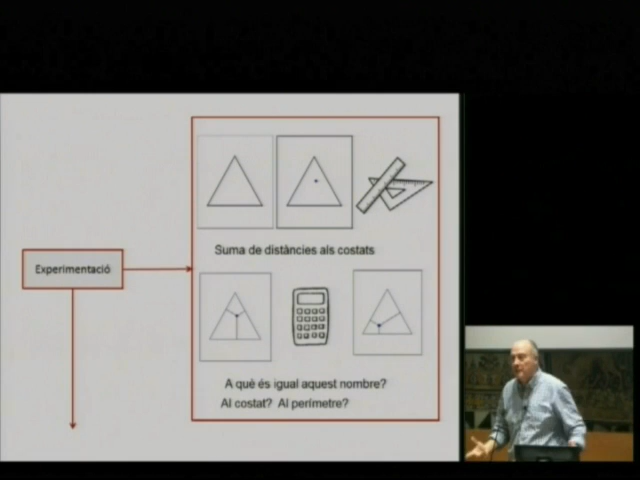 Suma de distàncies als costats
Experimentació
A què és igual aquest nombre?
Al costat? Al perímetre?